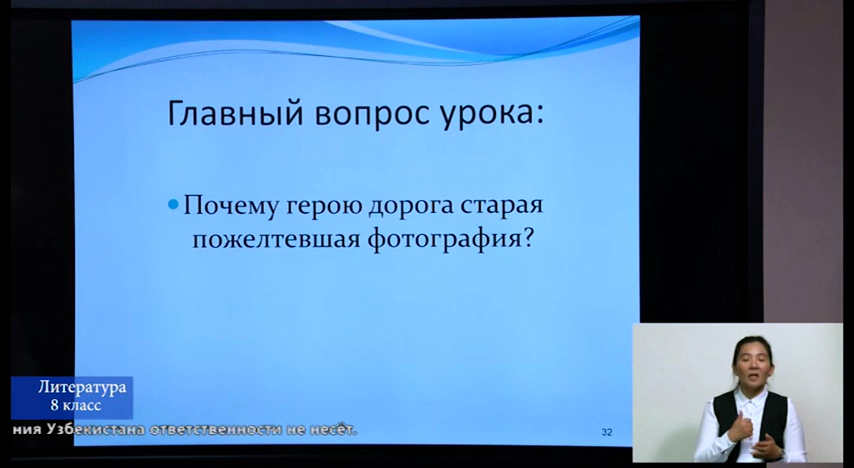 Главный вопрос урока:
Почему герою дорога старая
пожелтевшая фотография?
Литература
8 класс
ния Узбекистана ответственности не несёт.
32